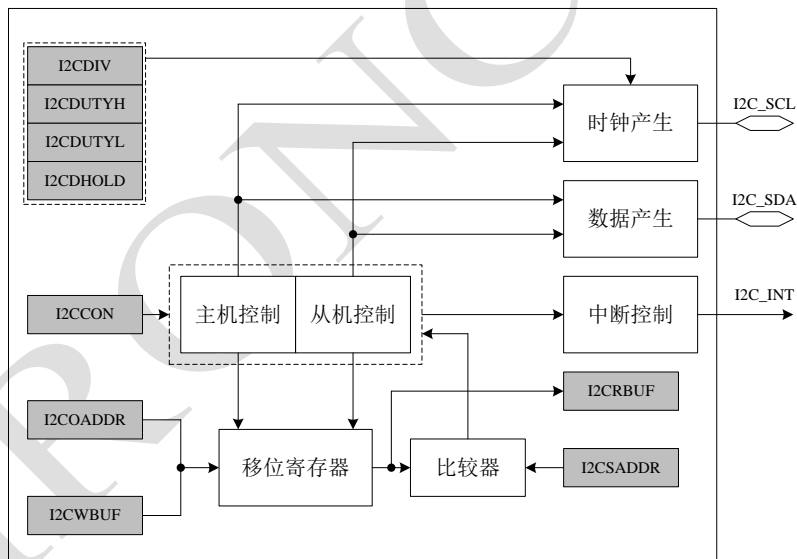 I2CDIV
I2CDUTYH
I2CDUTYL
I2CDHOLD
时钟产生
I2C_SCL
数据产生
I2C_SDA
I2CCON
主机控制
从机控制
中断控制
I2C_INT
I2COADDR
I2CRBUF
移位寄存器
比较器
I2CSADDR
I2CWBUF
RONC